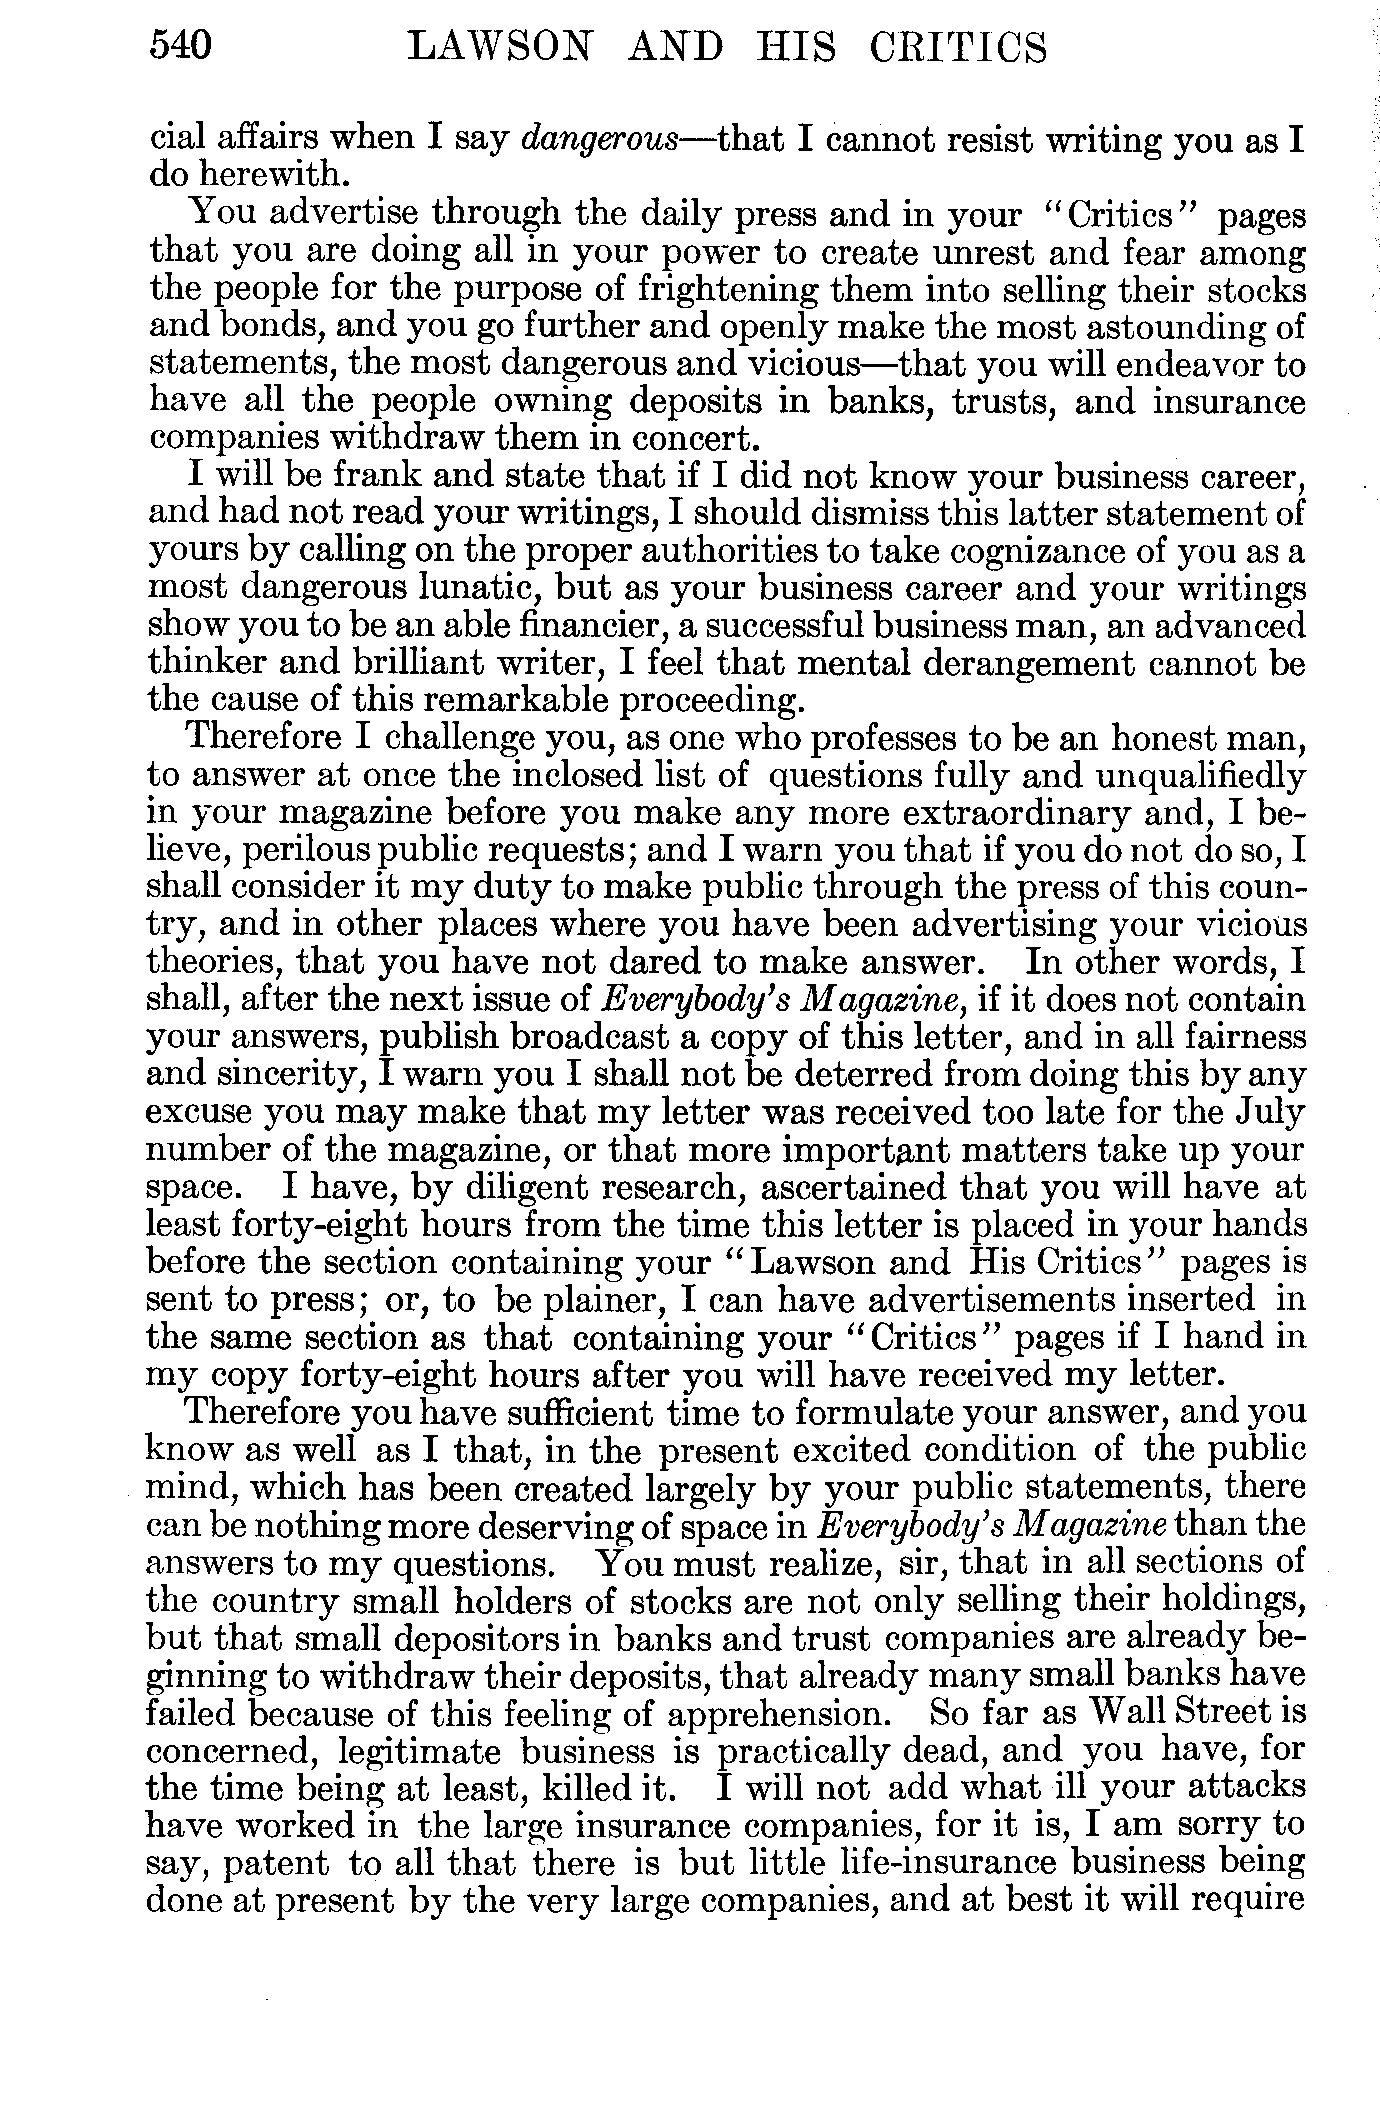 540 LAWSON AND HIS CRITICS
cial affairs when I say dangerous—that I cannot resist writing you as I
do herewith.
You advertise through the daily press and in your “Critics” pages
that you are doing all in your power to create unrest and fear among
the people for the purpose of frightening them into selling their stocks
and bonds, and you go further and openly make the most astounding of
statements, the most dangerous and vicious—that you will endeavor to
have all the people owning deposits in banks, trusts, and insurance
companies withdraw them in concert.
I will be frank and state that if I did not know your business career,
and had not read your writings, I should dismiss this latter statement of
yours by calling on the proper authorities to take cognizance of you as a
most dangerous lunatic, but as your business career and your writings
show you to be an able financier, a successful business man, an advanced
thinker and brilliant writer, I feel that mental derangement cannot be
the cause of this remarkable proceeding.
Therefore I challenge you, as one who professes to be an honest man,
to answer at once the inclosed list of questions fully and unqualifiedly
in your magazine before you make any more extraordinary and, I be-
lieve, perilous public requests; and I warn you that if you do not do so, I
shall consider it my duty to make public through the press of this coun-
try, and in other places where you have been advertising your vicious
theories, that you have not dared to make answer. In other words, I
shall, after the next issue of Everybody’s Magazine, if it does not contain
your answers, publish broadcast a copy of this letter, and in all fairness
and sincerity, I warn you I shall not be deterred from doing this by any
excuse you may make that my letter was received too late for the July
number of the magazine, or that more important matters take up your
space. I have, by diligent research, ascertained that you will have at
least forty-eight hours from the time this letter is placed in your hands
before the section containing your “Lawson and His Critics” pages is
sent to press; or, to be plainer, I can have advertisements inserted in
the same section as that containing your “Critics” pages if I hand in
my copy forty-eight hours after you will have received my letter.
Therefore you have sufficient time to formulate your answer, and you
know as well as I that, in the present excited condition of the public
mind, which has been created largely by your public statements, there
can be nothing more deserving of space in Everybody’s Magazine than the
answers to my questions. You must realize, sir, that in all sections of
the country small holders of stocks are not only selling their holdings,
but that small depositors in banks and trust companies are already be-
ginning to withdraw their deposits, that already many small banks have
failed because of this feeling of apprehension. So far as Wall Street is
concerned, legitimate business is practically dead, and you have, for
the time being at least, killed it. I will not add what ill your attacks
have worked in the large insurance companies, for it is, I am sorry to
say, patent to all that there is but little life-insurance business being
done at present by the very large companies, and at best it will require